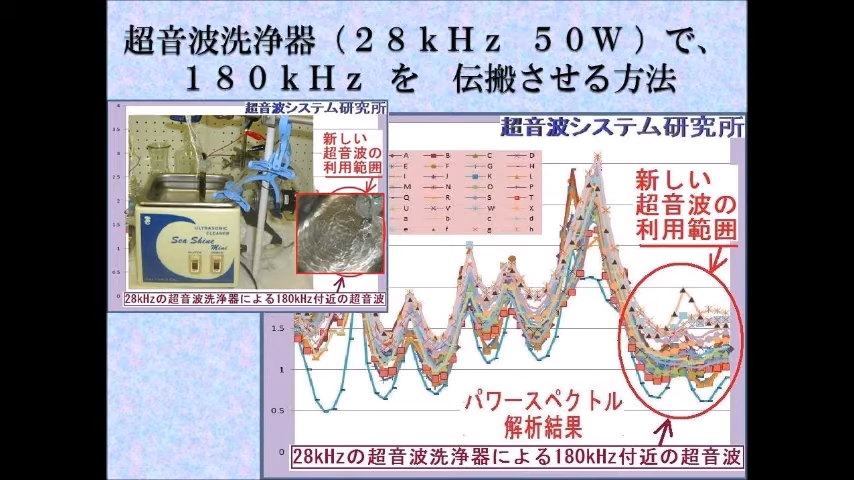 超音波洗浄器（２８ｋＨｚ　５０Ｗ）で、
１８０ｋＨｚ　を　伝搬させる方法
超音波システム研究所
新しい
超音波の
利用範囲
ULTRASONIC
CLEANER
Sea Shine
Mini
28kHzの超音波洗浄器による180kHz付近の超音波
超音波システム研究所
A B C D
E F G H
I J K L
M N O P
Q R S T
U V W X
a b c d
e f g h
新しい
超音波の
利用範囲
1.5
1
0.5
0
パワースペクトル
解析結果
28kHzの超音波洗浄器による180kHz付近の超音波